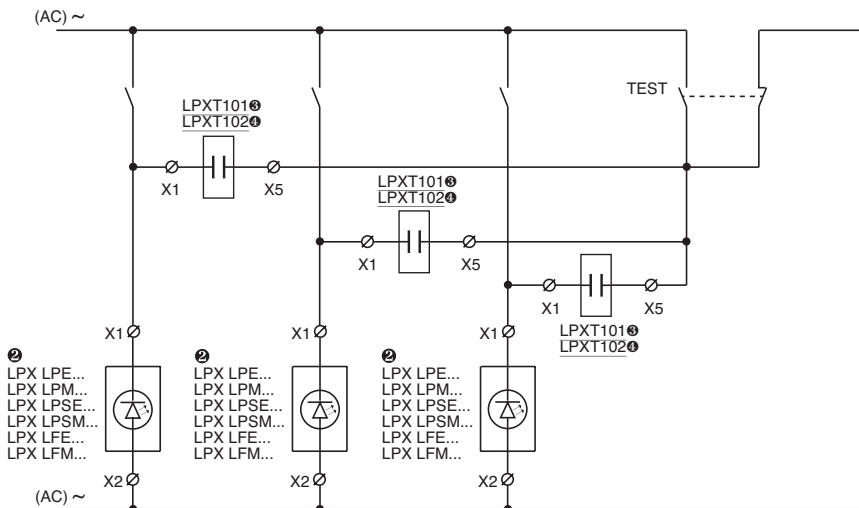 (AC) ~
TEST
LPXT101❸
LPXT102❹
X1
X5
LPXT101❸
LPXT102❹
X1
X5
X1
X5
LPXT101❸
LPXT102❹
X1
X1
X1
❷
LPX LPE...
LPX LPM...
LPX LPSE...
LPX LPSM...
LPX LFE...
LPX LFM...
❷
LPX LPE...
LPX LPM...
LPX LPSE...
LPX LPSM...
LPX LFE...
LPX LFM...
❷
LPX LPE...
LPX LPM...
LPX LPSE...
LPX LPSM...
LPX LFE...
LPX LFM...
X2
X2
X2
(AC) ~